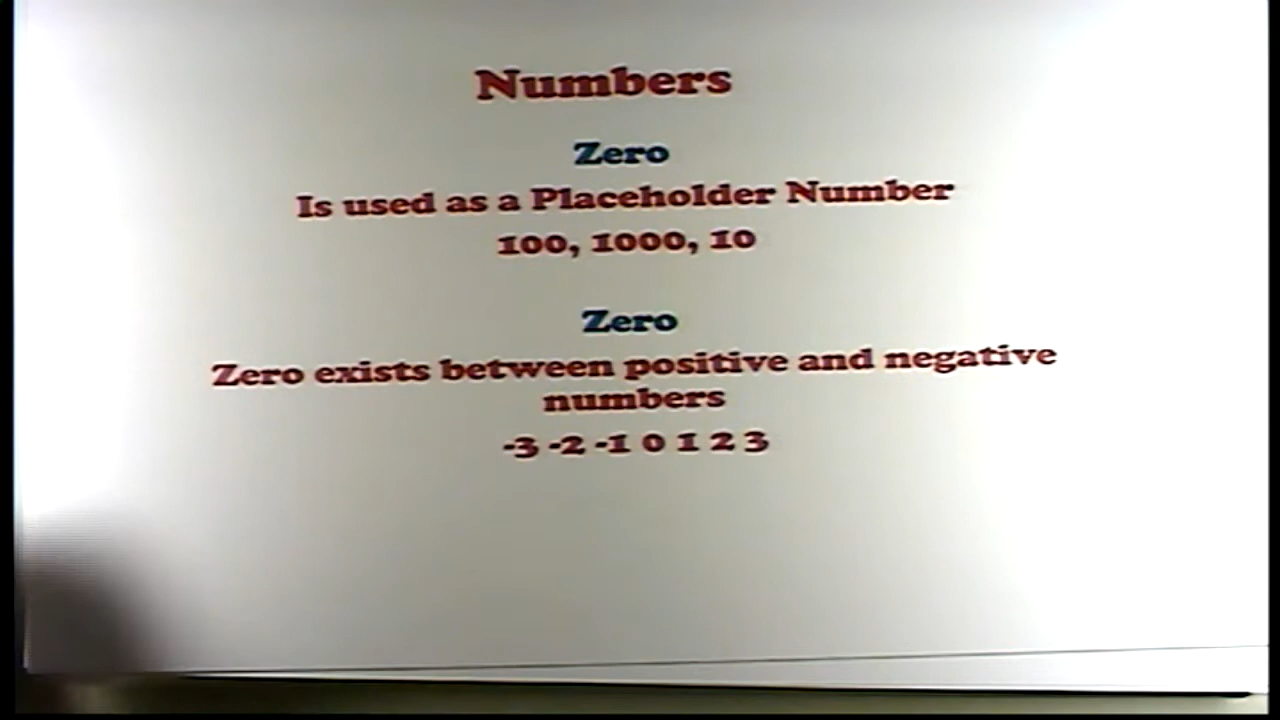 Numbers
Zero
Is used as a Placeholder Number
100, 1000, 10
Zero
Zero exists between positive and negative
numbers
-3 -2 -1 0 1 2 3